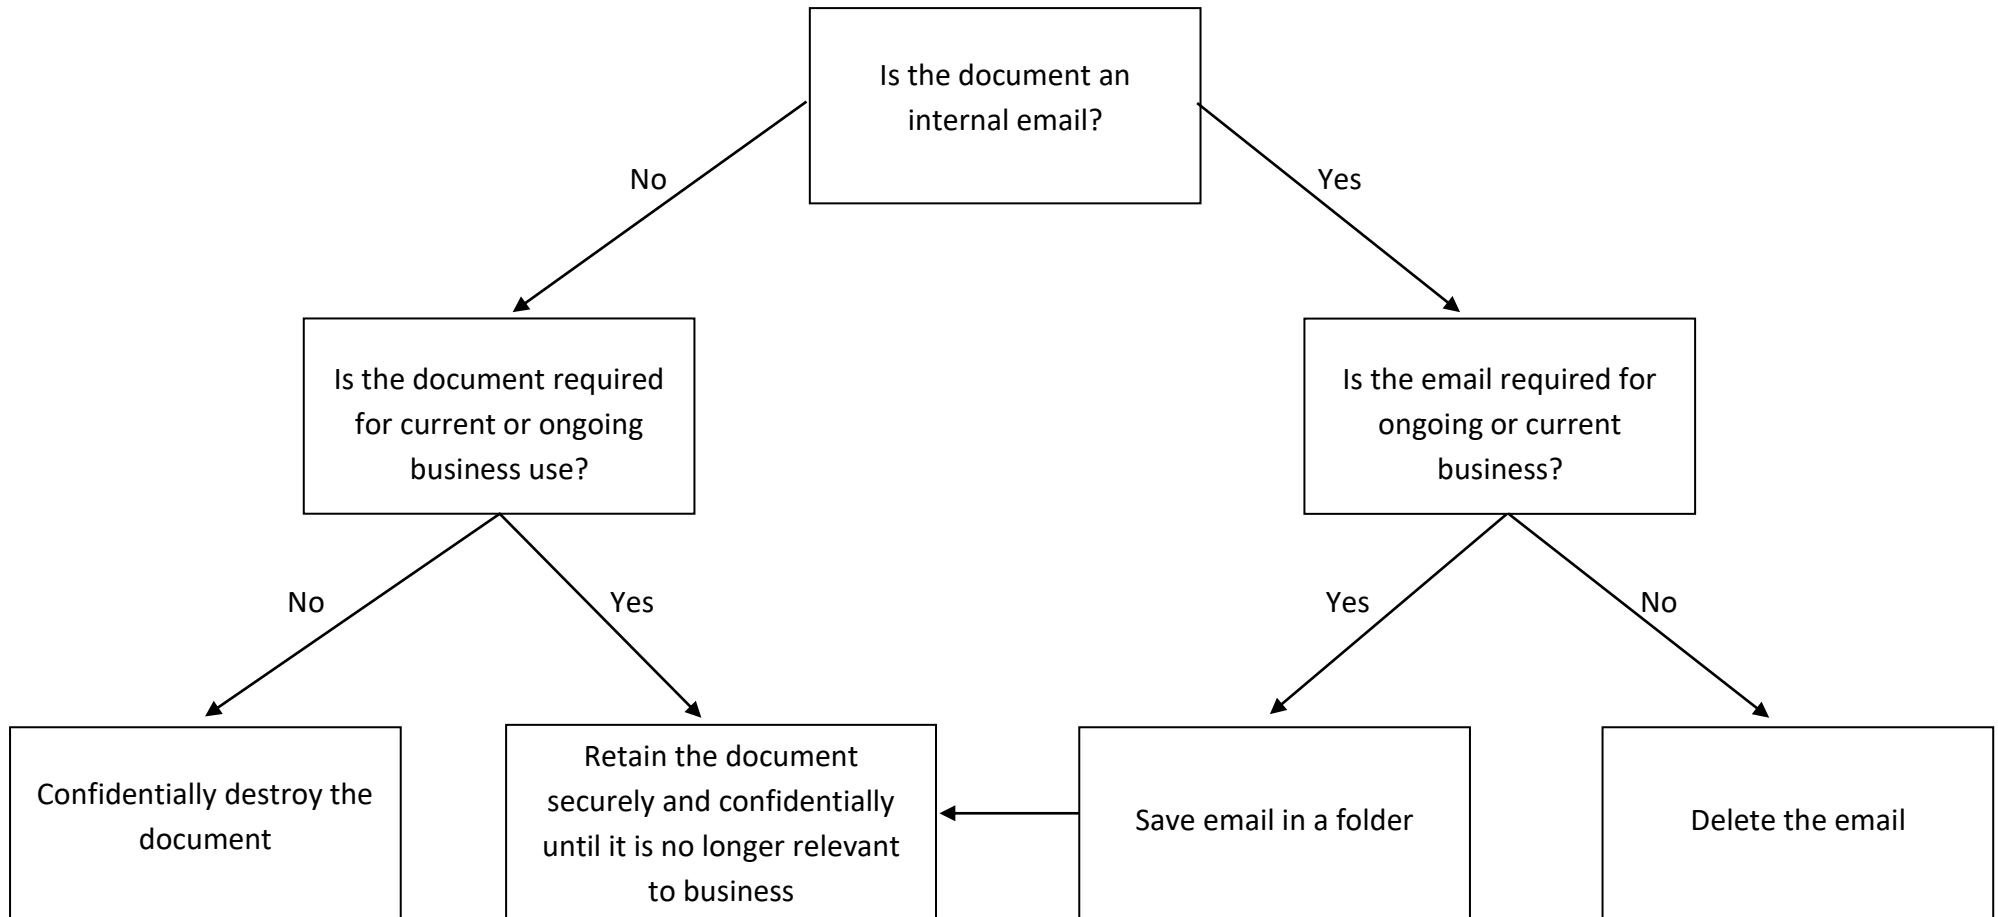 Is the document an
internal email?
No
Yes
Is the document required
for current or ongoing
business use?
Is the email required for
ongoing or current
business?
No
Yes
Yes
No
Confidentially destroy the
document
Retain the document
securely and confidentially
until it is no longer relevant
to business
Save email in a folder
Delete the email